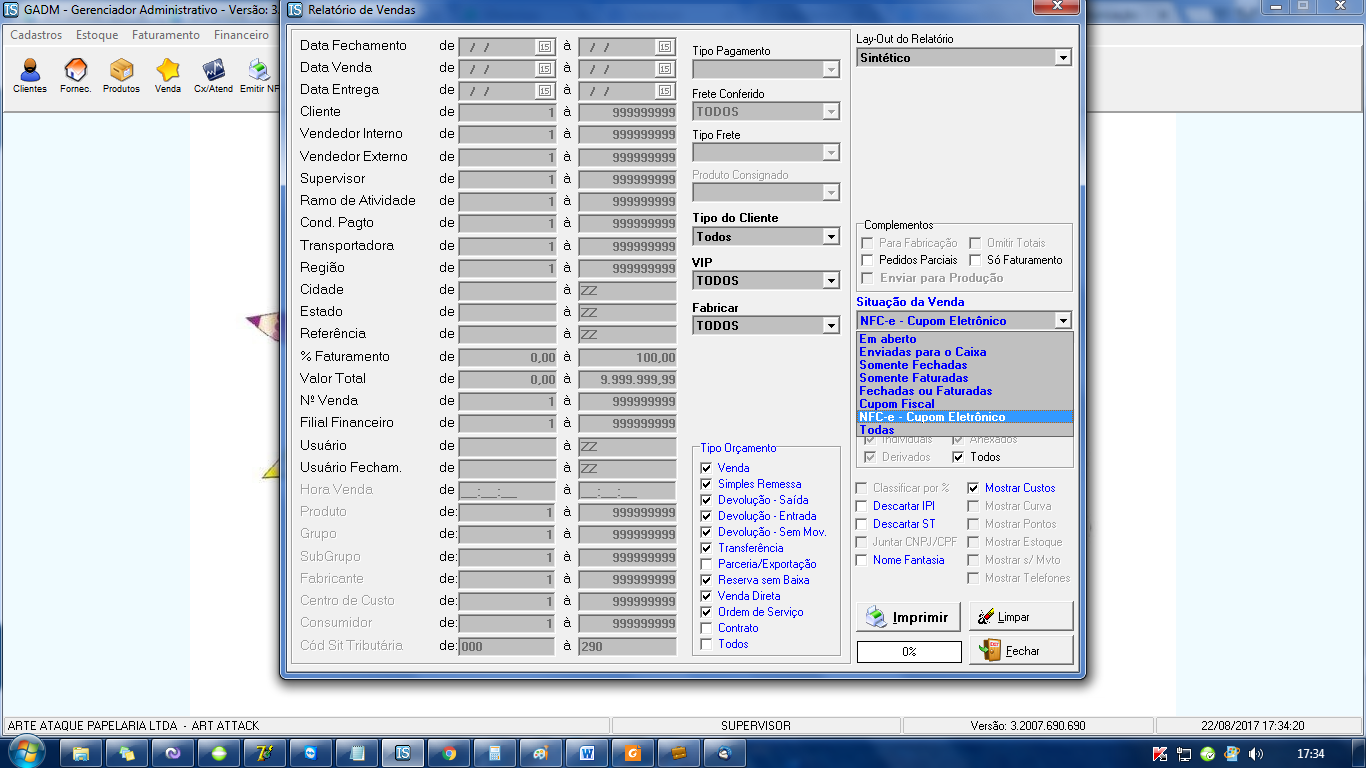 GADM - Gerenciador Administrativo - Versão: 3.
Relatório de Vendas
Cadastros Estoque Faturamento Financeiro
Clientes Fornec. Produtos Venda Cx/Atend Emitir NF
Data Fechamento de / / 15 à / / 15
Data Venda de / / 15 à / / 15
Data Entrega de / / 15 à / / 15
Cliente de 1 à 999999999
Vendedor Interno de 1 à 999999999
Vendedor Externo de 1 à 999999999
Supervisor de 1 à 999999999
Ramo de Atividade de 1 à 999999999
Cond. Pagto de 1 à 999999999
Transportadora de 1 à 999999999
Região de 1 à 999999999
Cidade de à ZZ
Estado de à ZZ
Referência de à ZZ
% Faturamento de 0,00 à 100,00
Valor Total de 0,00 à 9.999.999,99
Nº Venda de 1 à 999999999
Filial Financeiro de 1 à 999999999
Usuário de à ZZ
Usuário Fecham. de à ZZ
Hora Venda de __:__:__ à __:__:__
Produto de: 1 à 999999999
Grupo de: 1 à 999999999
SubGrupo de: 1 à 999999999
Fabricante de: 1 à 999999999
Centro de Custo de: 1 à 999999999
Consumidor de: 1 à 999999999
Cód Sit Tributária de: 000 à 290
Tipo Pagamento
Frete Conferido
TODOS
Tipo Frete
Produto Consignado
Tipo do Cliente
Todos
VIP
TODOS
Fabricar
TODOS
Tipo Orçamento
Venda
Simples Remessa
Devolução - Saída
Devolução - Entrada
Devolução - Sem Mov.
Transferência
Parceria/Exportação
Reserva sem Baixa
Venda Direta
Ordem de Serviço
Contrato
Todos
Lay-Out do Relatório
Sintético
Complementos
Para Fabricação Omitir Totais
Pedidos Parciais Só Faturamento
Enviar para Produção
Situação da Venda
NFC-e - Cupom Eletrônico
Em aberto
Enviadas para o Caixa
Somente Fechadas
Somente Faturadas
Fechadas ou Faturadas
Cupom Fiscal
NFC-e - Cupom Eletrônico
Todas
Individuais Anexados
Derivados Todos
Classificar por % Mostrar Custos
Descartar IPI Mostrar Curva
Descartar ST Mostrar Pontos
Juntar CNPJ/CPF Mostrar Estoque
Nome Fantasia Mostrar s/ Mvto
Mostrar Telefones
Imprimir Limpar
0% Fechar
ARTE ATAQUE PAPELARIA LTDA - ART ATTACK SUPERVISOR Versão: 3.2007.690.690 22/08/2017 17:34:20
17:34